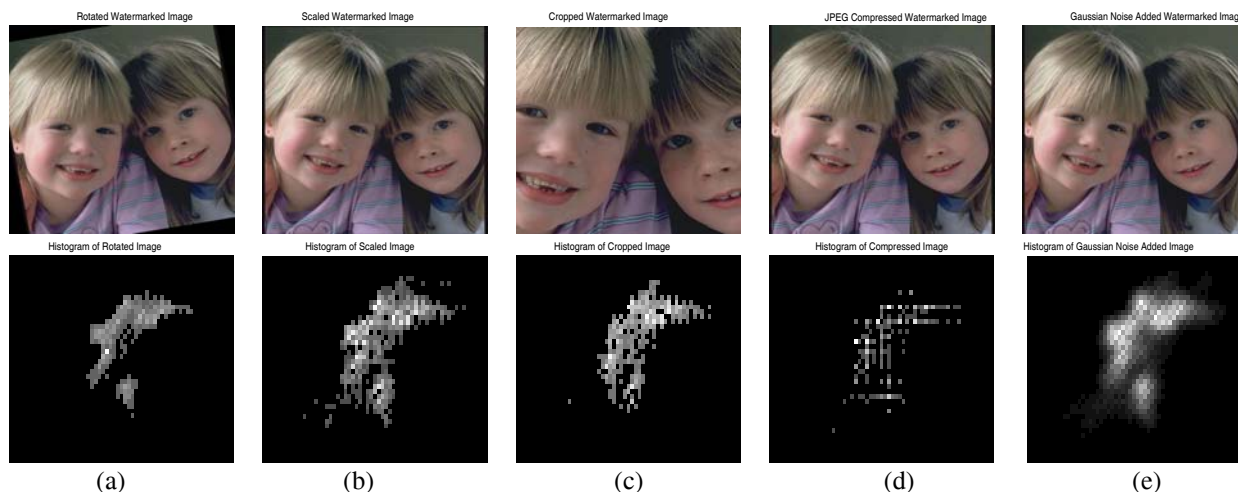 Rotated Watermarked Image
Scaled Watermarked Image
Cropped Watermarked Image
JPEG Compressed Watermarked Image
Gaussian Noise Added Watermarked Imag
Histogram of Rotated Image
Histogram of Scaled Image
Histogram of Cropped Image
Histogram of Compressed Image
Histogram of Gaussian Noise Added Image
(a)
(b)
(c)
(d)
(e)